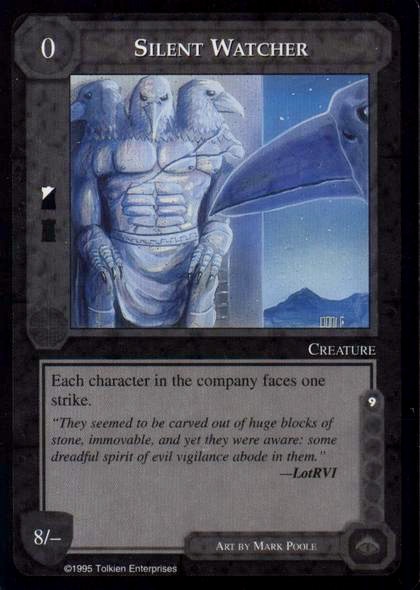 0
SILENT WATCHER
CREATURE
Each character in the company faces one
strike.
9
“They seemed to be carved out of huge blocks of
stone, immovable, and yet they were aware: some
dreadful spirit of evil vigilance abode in them.”
—LotRVI
8/–
ART BY MARK POOLE
©1995 Tolkien Enterprises